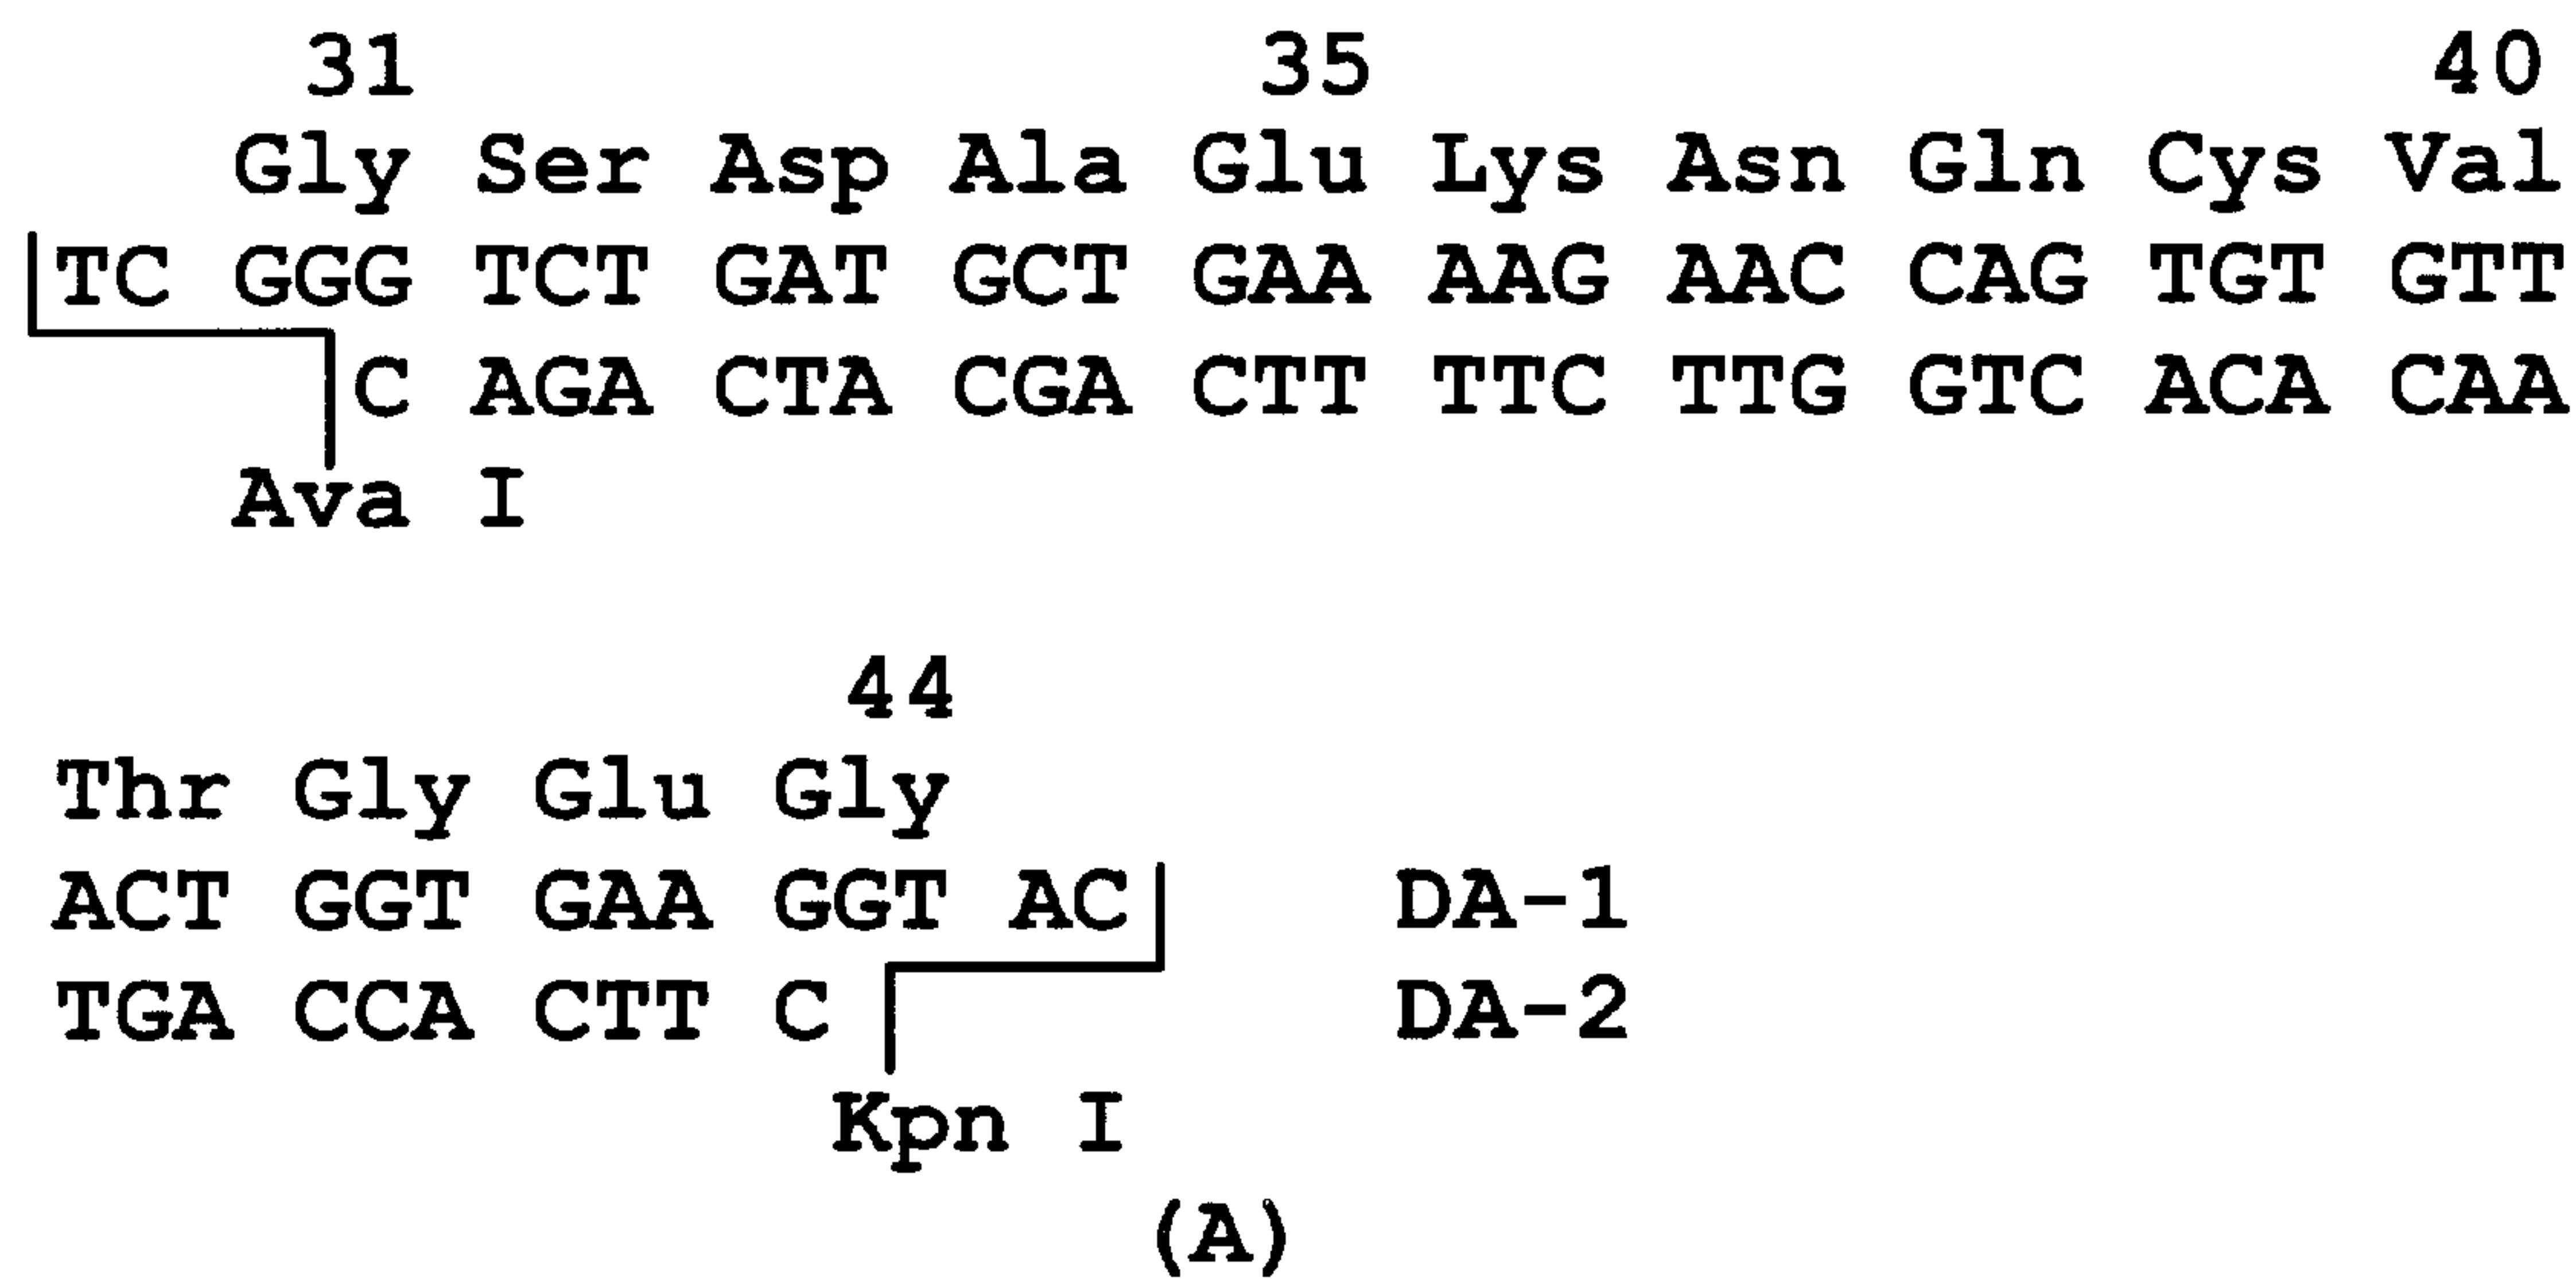 31 35 40
Gly Ser Asp Ala Glu Lys Asn Gln Cys Val
TC GGG TCT GAT GCT GAA AAG AAC CAG TGT GTT
C AGA CTA CGA CTT TTC TTG GTC ACA CAA
Ava I
44
Thr Gly Glu Gly
ACT GGT GAA GGT AC DA-1
TGA CCA CTT C DA-2
Kpn I
(A)